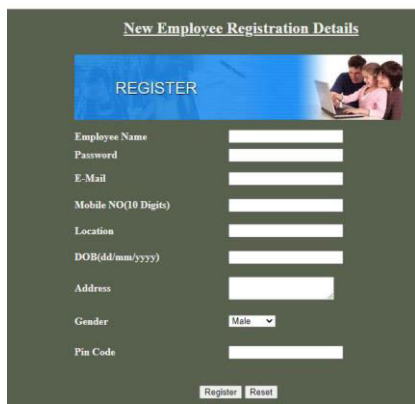 New Employee Registration Details
REGISTER
Employee Name
Password
E-Mail
Mobile NO(10 Digits)
Location
DOB(dd/mm/yyyy)
Address
Gender Male
Pin Code
Register Reset